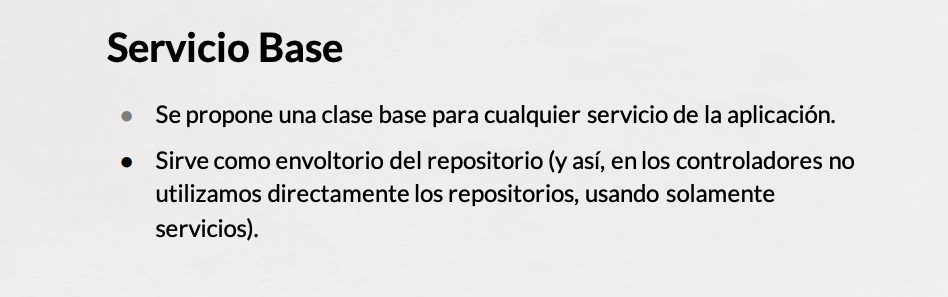 Servicio Base
● Se propone una clase base para cualquier servicio de la aplicación.
● Sirve como envoltorio del repositorio (y así, en los controladores no
utilizamos directamente los repositorios, usando solamente
servicios).